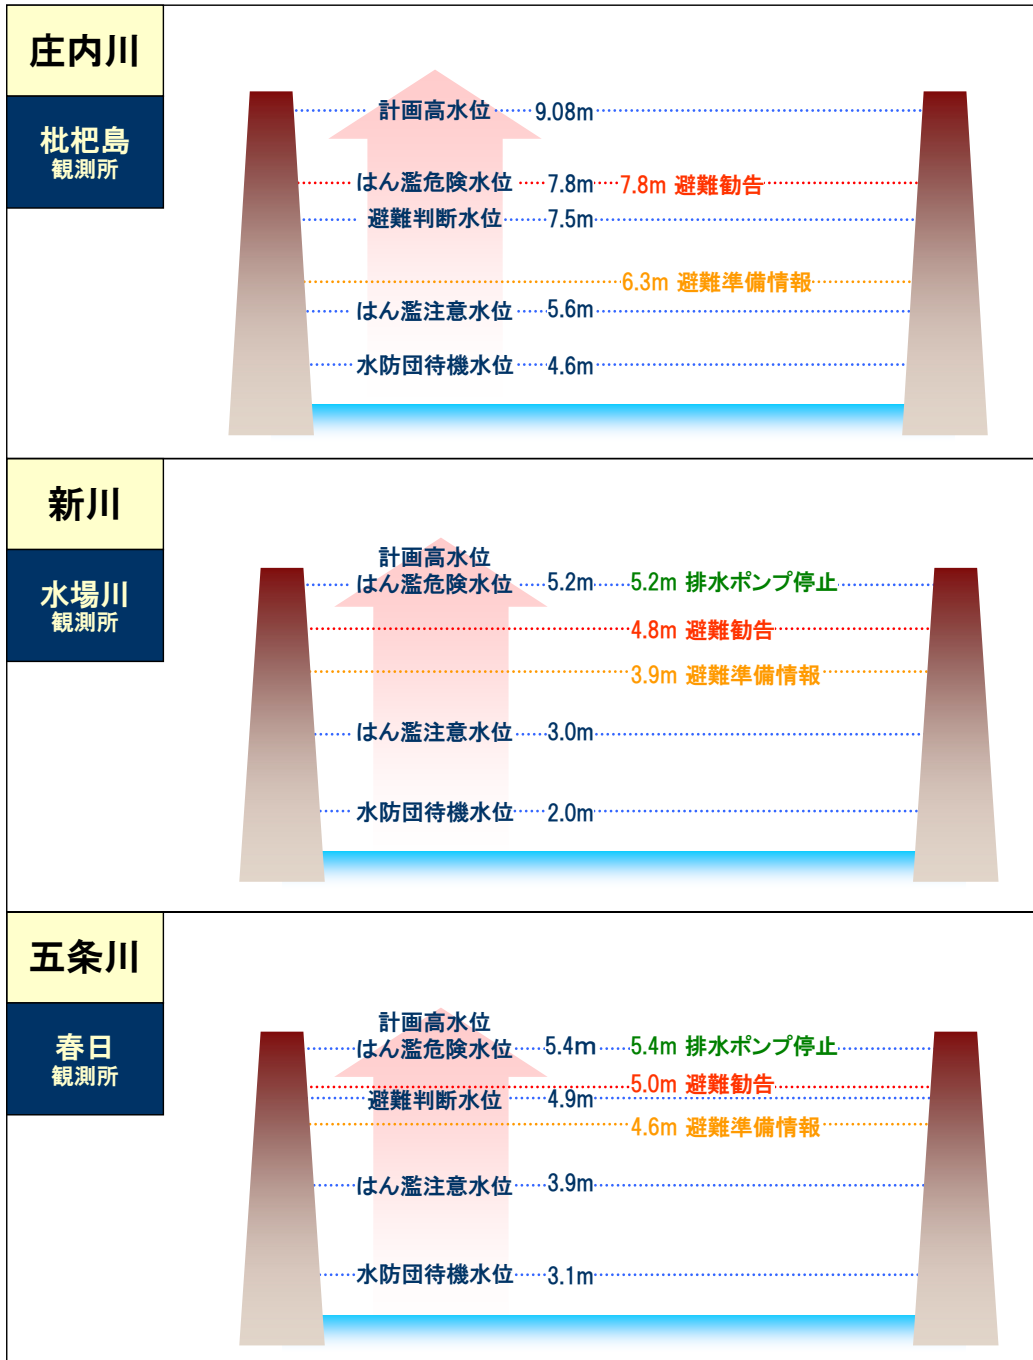 庄内川
枇杷島
観測所
計画高水位 9.08m
はん濫危険水位 7.8m 7.8m 避難勧告
避難判断水位 7.5m
6.3m 避難準備情報
はん濫注意水位 5.6m
水防団待機水位 4.6m
新川
水場川
観測所
計画高水位
はん濫危険水位 5.2m 5.2m 排水ポンプ停止
4.8m 避難勧告
3.9m 避難準備情報
はん濫注意水位 3.0m
水防団待機水位 2.0m
五条川
春日
観測所
計画高水位
はん濫危険水位 5.4m 5.4m 排水ポンプ停止
5.0m 避難勧告
避難判断水位 4.9m
4.6m 避難準備情報
はん濫注意水位 3.9m
水防団待機水位 3.1m